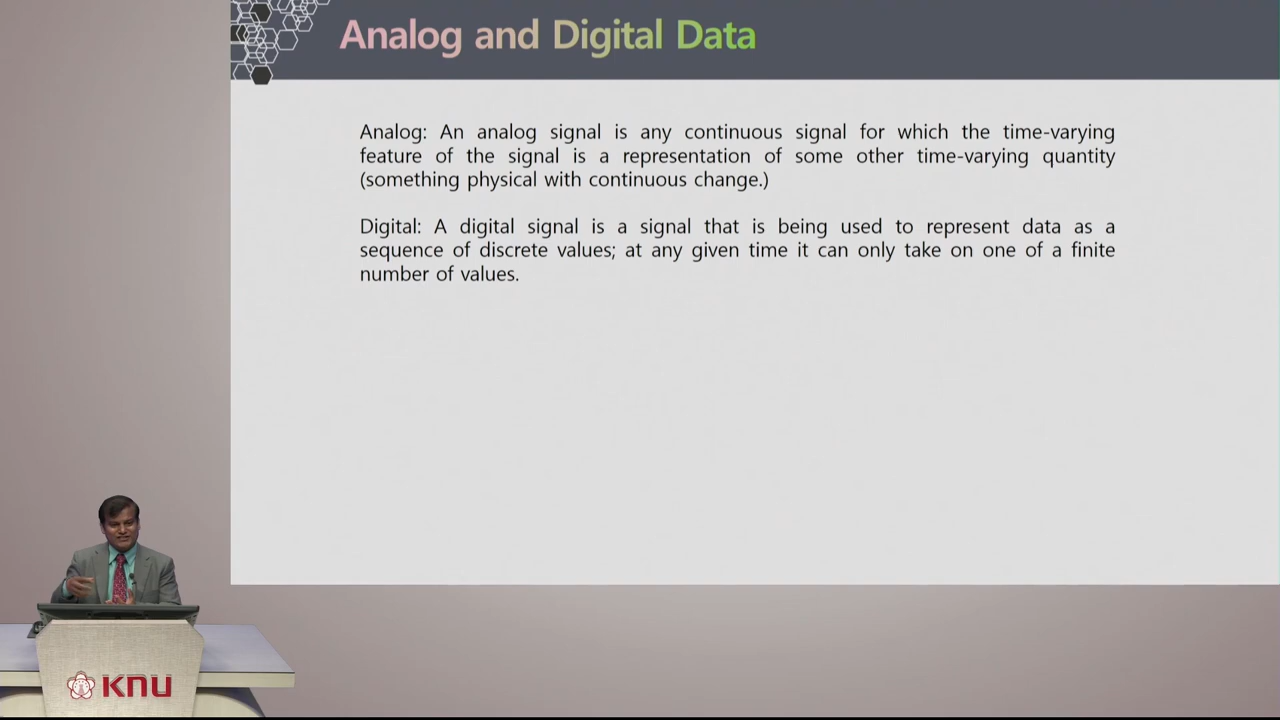 Analog and Digital Data
Analog: An analog signal is any continuous signal for which the time-varying
feature of the signal is a representation of some other time-varying quantity
(something physical with continuous change.)
Digital: A digital signal is a signal that is being used to represent data as a
sequence of discrete values; at any given time it can only take on one of a finite
number of values.
KNU